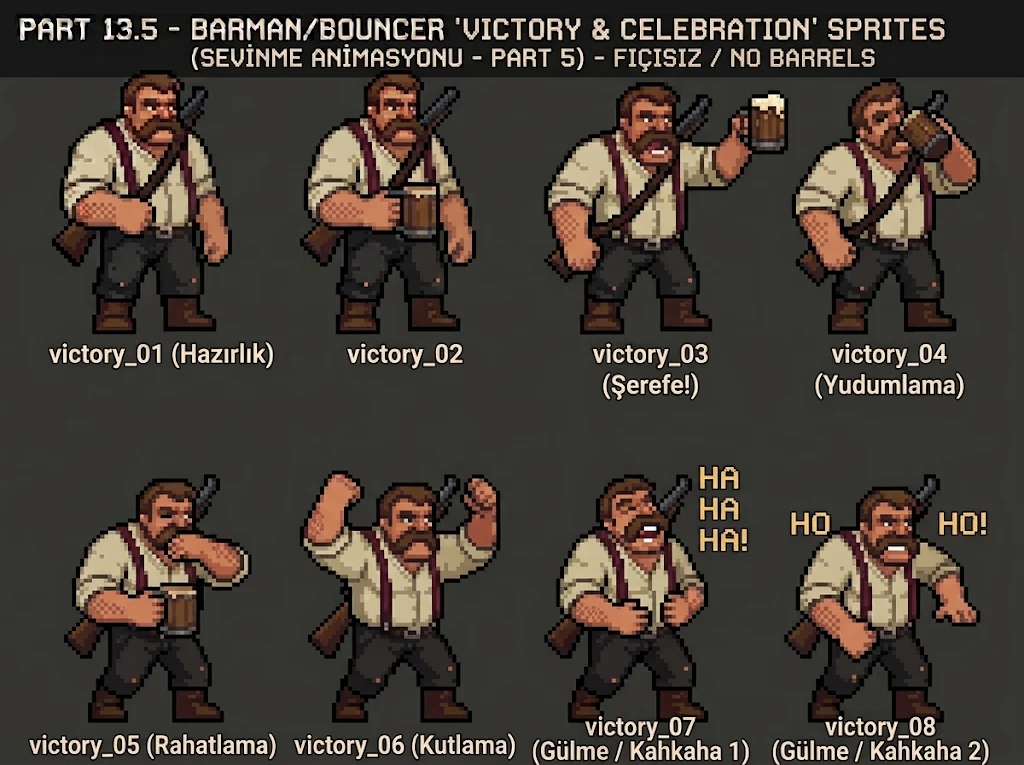 PART 13.5 - BARMAN/BOUNCER 'VICTORY & CELEBRATION' SPRITES
(SEVİNME ANİMASYONU - PART 5) - FIÇISIZ / NO BARRELS
victory_01 (Hazırlık)
victory_02
victory_03
(Şerefe!)
victory_04
(Yudumlama)
HA
HA
HA!
HO
HO!
victory_05 (Rahatlama)
victory_06 (Kutlama)
victory_07
(Gülme / Kahkaha 1)
victory_08
(Gülme / Kahkaha 2)